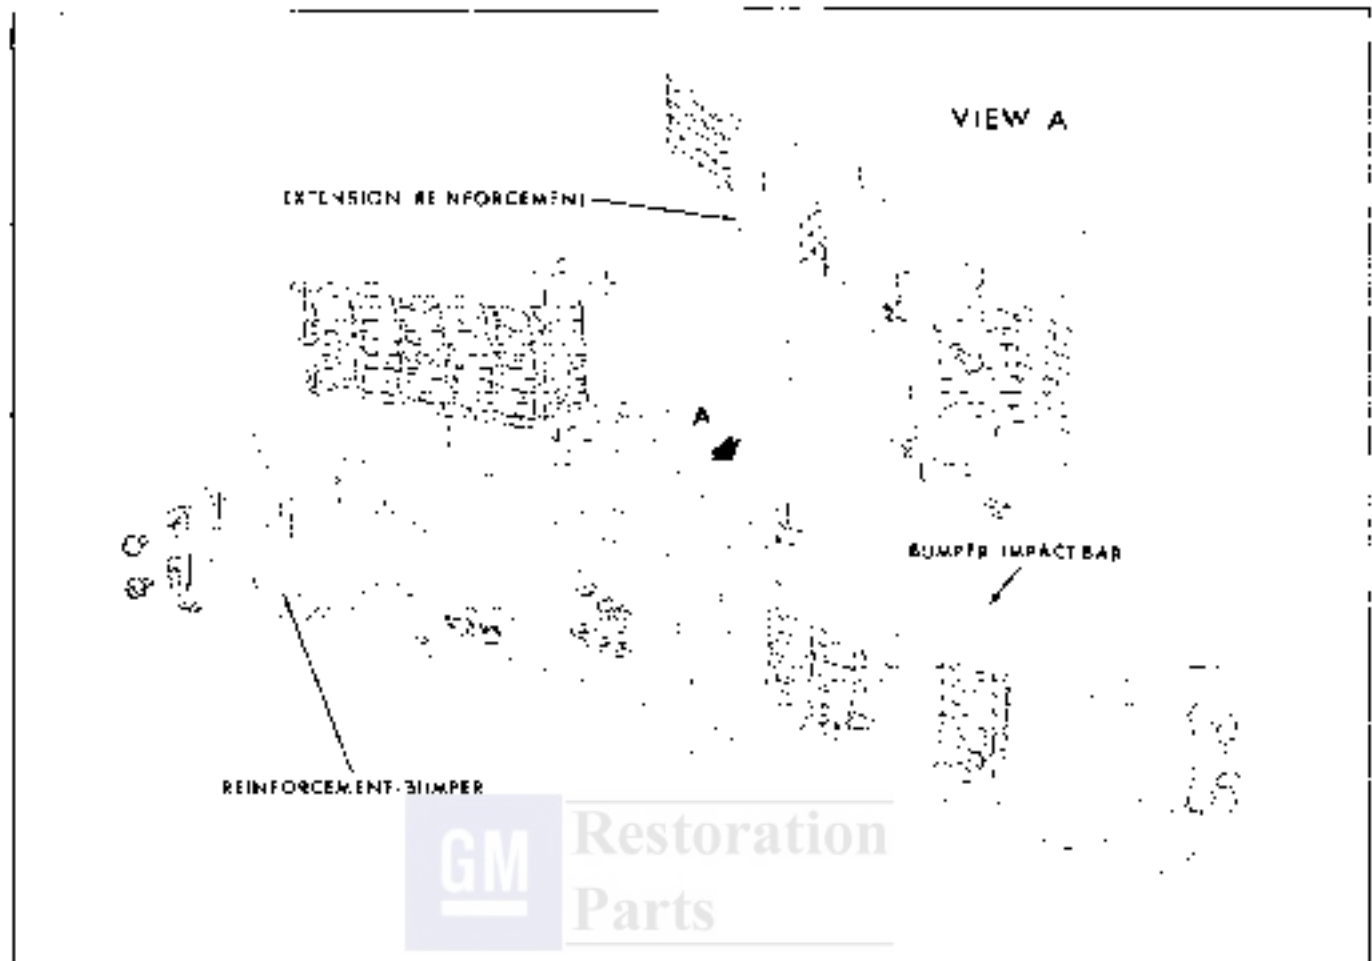 VIEW A
EXTENSION REINFORCEMENT
A
BUMPER IMPACT BAR
REINFORCEMENT-BUMPER
GM Restoration
Parts